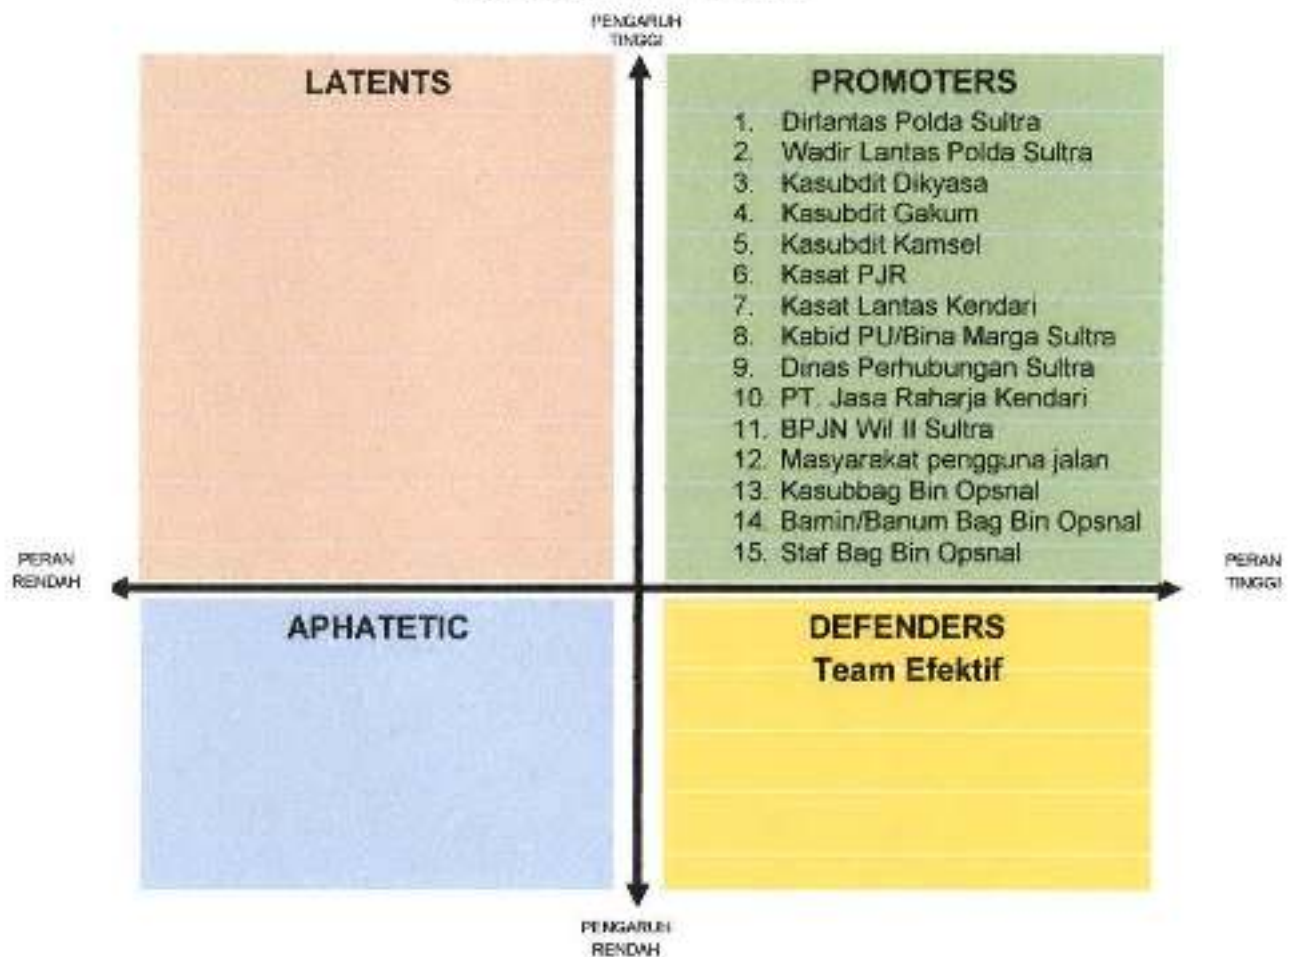 PENGARUH
TINGGI
LATENTS
PROMOTERS
1. Dirlantas Polda Sultra
2. Wadir Lantas Polda Sultra
3. Kasubdit Dikyasa
4. Kasubdit Gakum
5. Kasubdit Kamsel
6. Kasat PJR
7. Kasat Lantas Kendari
8. Kabid PU/Bina Marga Sultra
9. Dinas Perhubungan Sultra
10. PT. Jasa Raharja Kendari
11. BPJN Wil II Sultra
12. Masyarakat pengguna jalan
13. Kasubbag Bin Opsnal
14. Bamin/Banum Bag Bin Opsnal
15. Staf Bag Bin Opsnal
PERAN
RENDAH
PERAN
TINGGI
APHATETIC
DEFENDERS
Team Efektif
PENGARUH
RENDAH